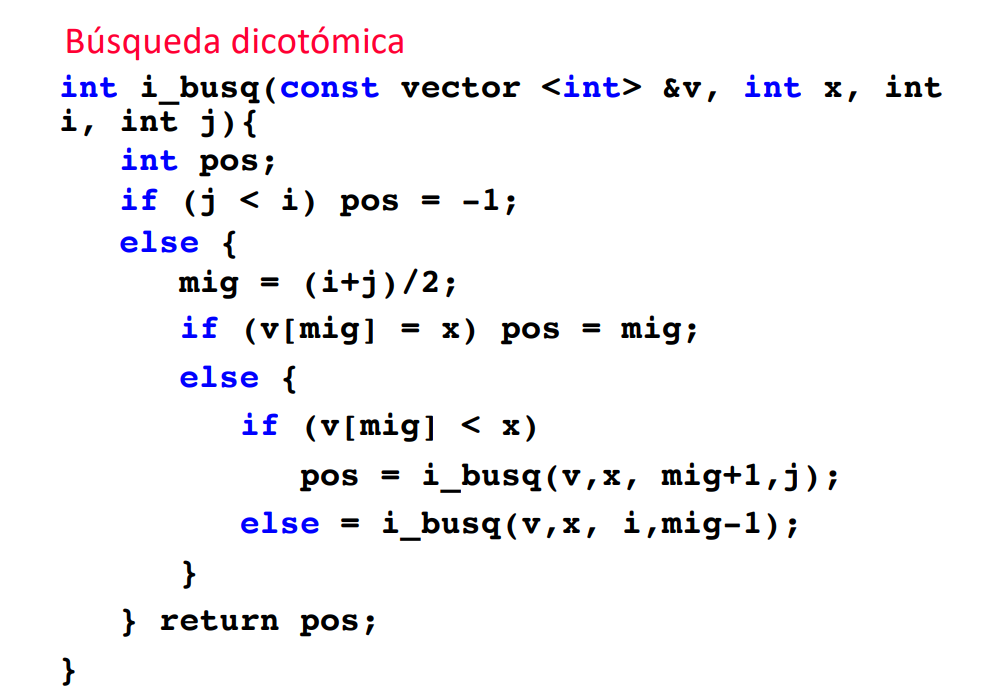 Búsqueda dicotómica
int i_busq(const vector <int> &v, int x, int
i, int j){
int pos;
if (j < i) pos = -1;
else {
mig = (i+j)/2;
if (v[mig] = x) pos = mig;
else {
if (v[mig] < x)
pos = i_busq(v,x, mig+1,j);
else = i_busq(v,x, i,mig-1);
}
} return pos;
}